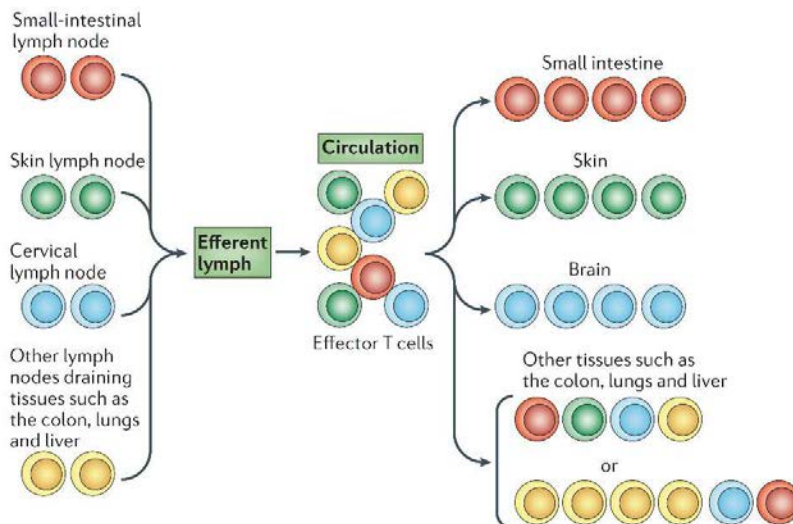 Small-intestinal
lymph node
Skin lymph node
Cervical
lymph node
Other lymph
nodes draining
tissues such as
the colon, lungs
and liver
Efferent
lymph
Circulation
Effector T cells
Small intestine
Skin
Brain
Other tissues such as
the colon, lungs and liver
or